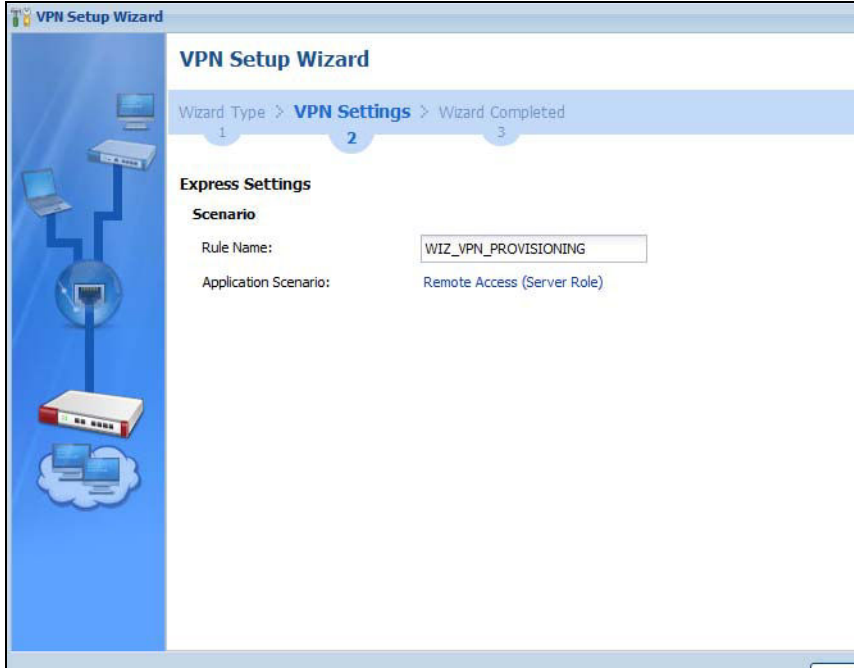 VPN Setup Wizard
VPN Setup Wizard
Wizard Type > VPN Settings > Wizard Completed
1 2 3
Express Settings
Scenario
Rule Name: WIZ_VPN_PROVISIONING
Application Scenario: Remote Access (Server Role)